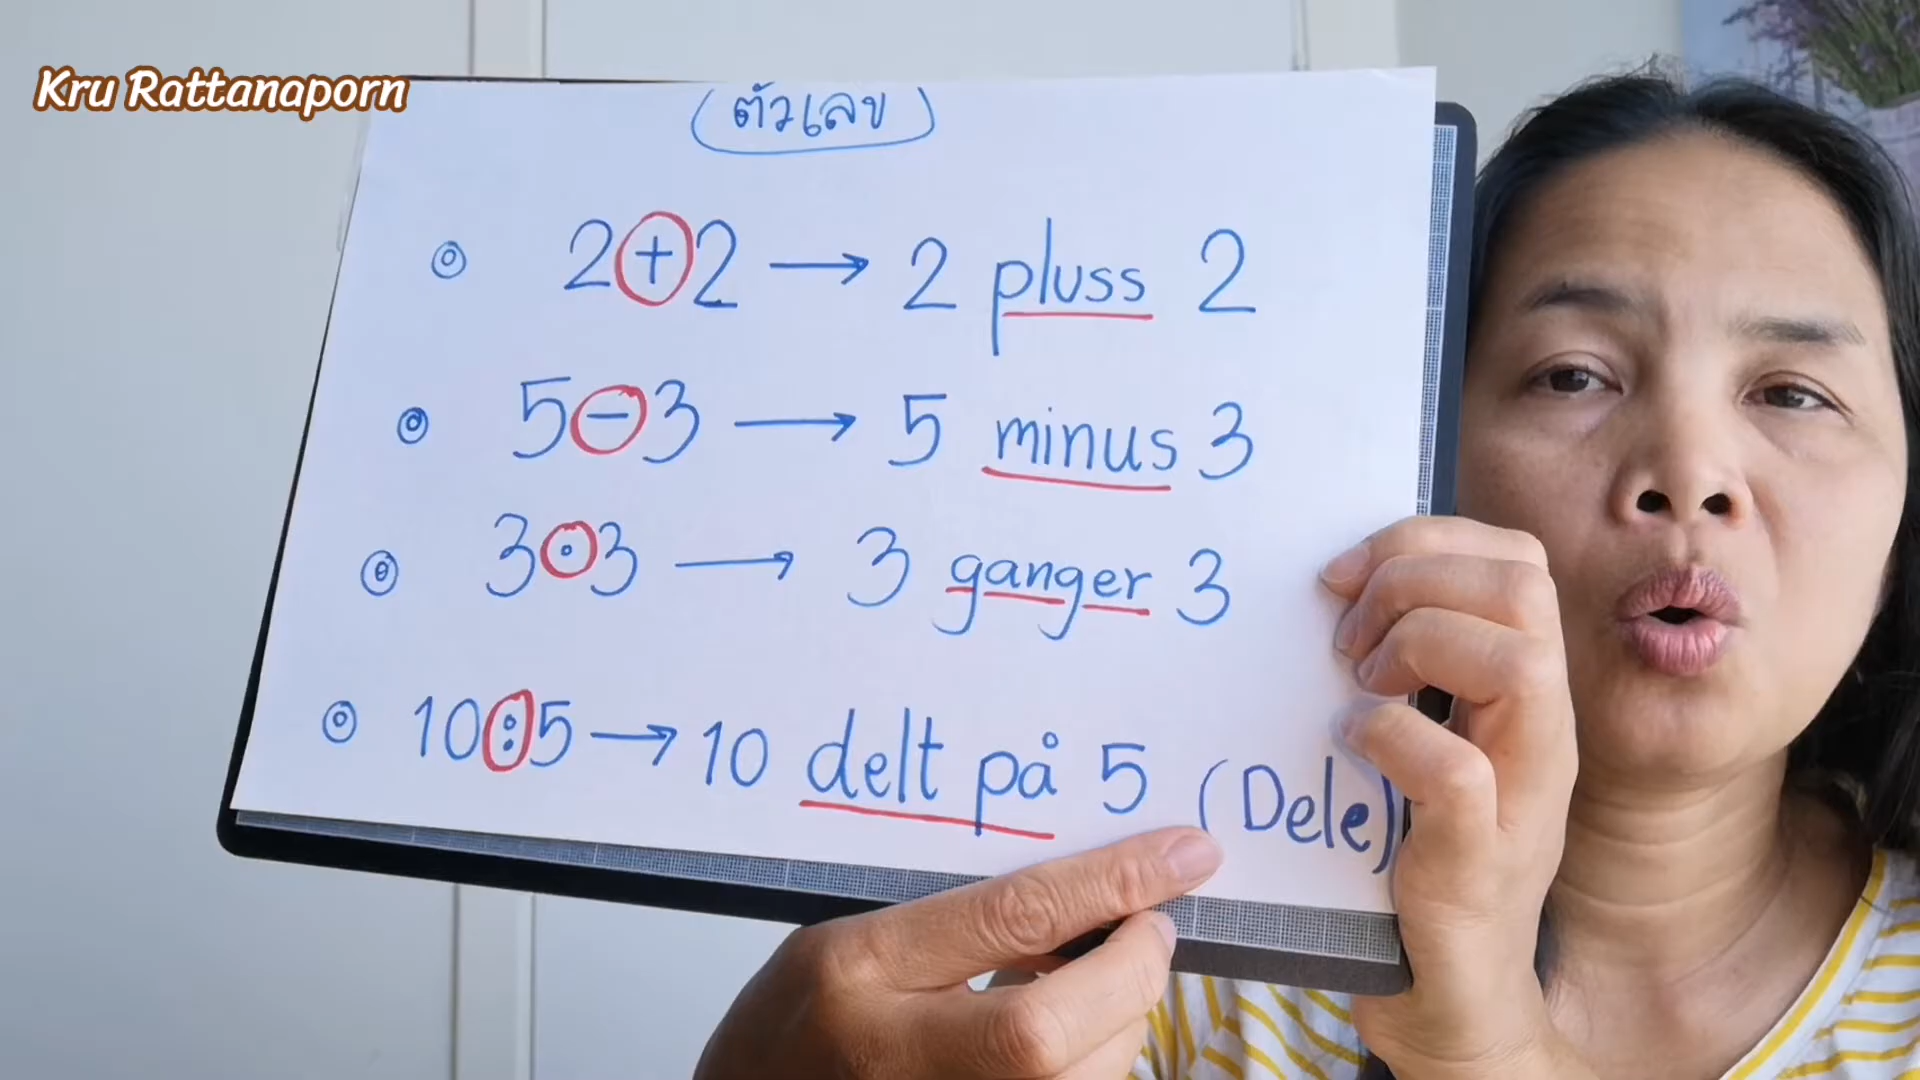 Kru Rattanaporn
(ตัวเลข)
2+2 → 2 pluss 2
5-3 → 5 minus 3
3·3 → 3 ganger 3
10:5 → 10 delt på 5 (Dele)